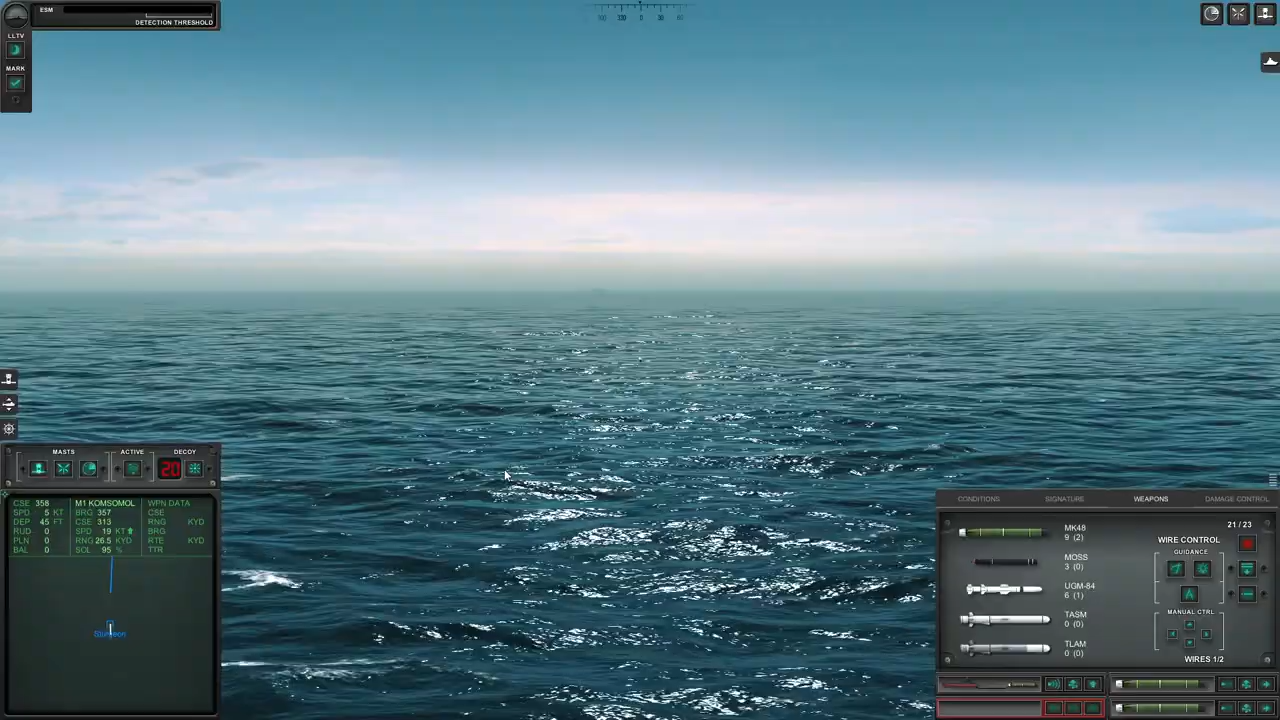 ESM
DETECTION THRESHOLD
LLTV
MARK
MASTS
ACTIVE
DECOY
20
CSE 358 M1 KOMSOMOL WPN DATA
SPD 5 KT BRG 357 CSE
DEP 45 FT CSE 313 RNG KYD
RUD 0 SPD 19 KT BRG
PLN 0 RNG 26.5 KYD RTE KYD
BAL 0 SOL 95 % TTR
Sturgeon
CONDITIONS SIGNATURE WEAPONS DAMAGE CONTROL
21 / 23
MK48
9 (2)
MOSS
3 (0)
UGM-84
6 (1)
TASM
0 (0)
TLAM
0 (0)
WIRE CONTROL
GUIDANCE
MANUAL CTRL
WIRES 1/2